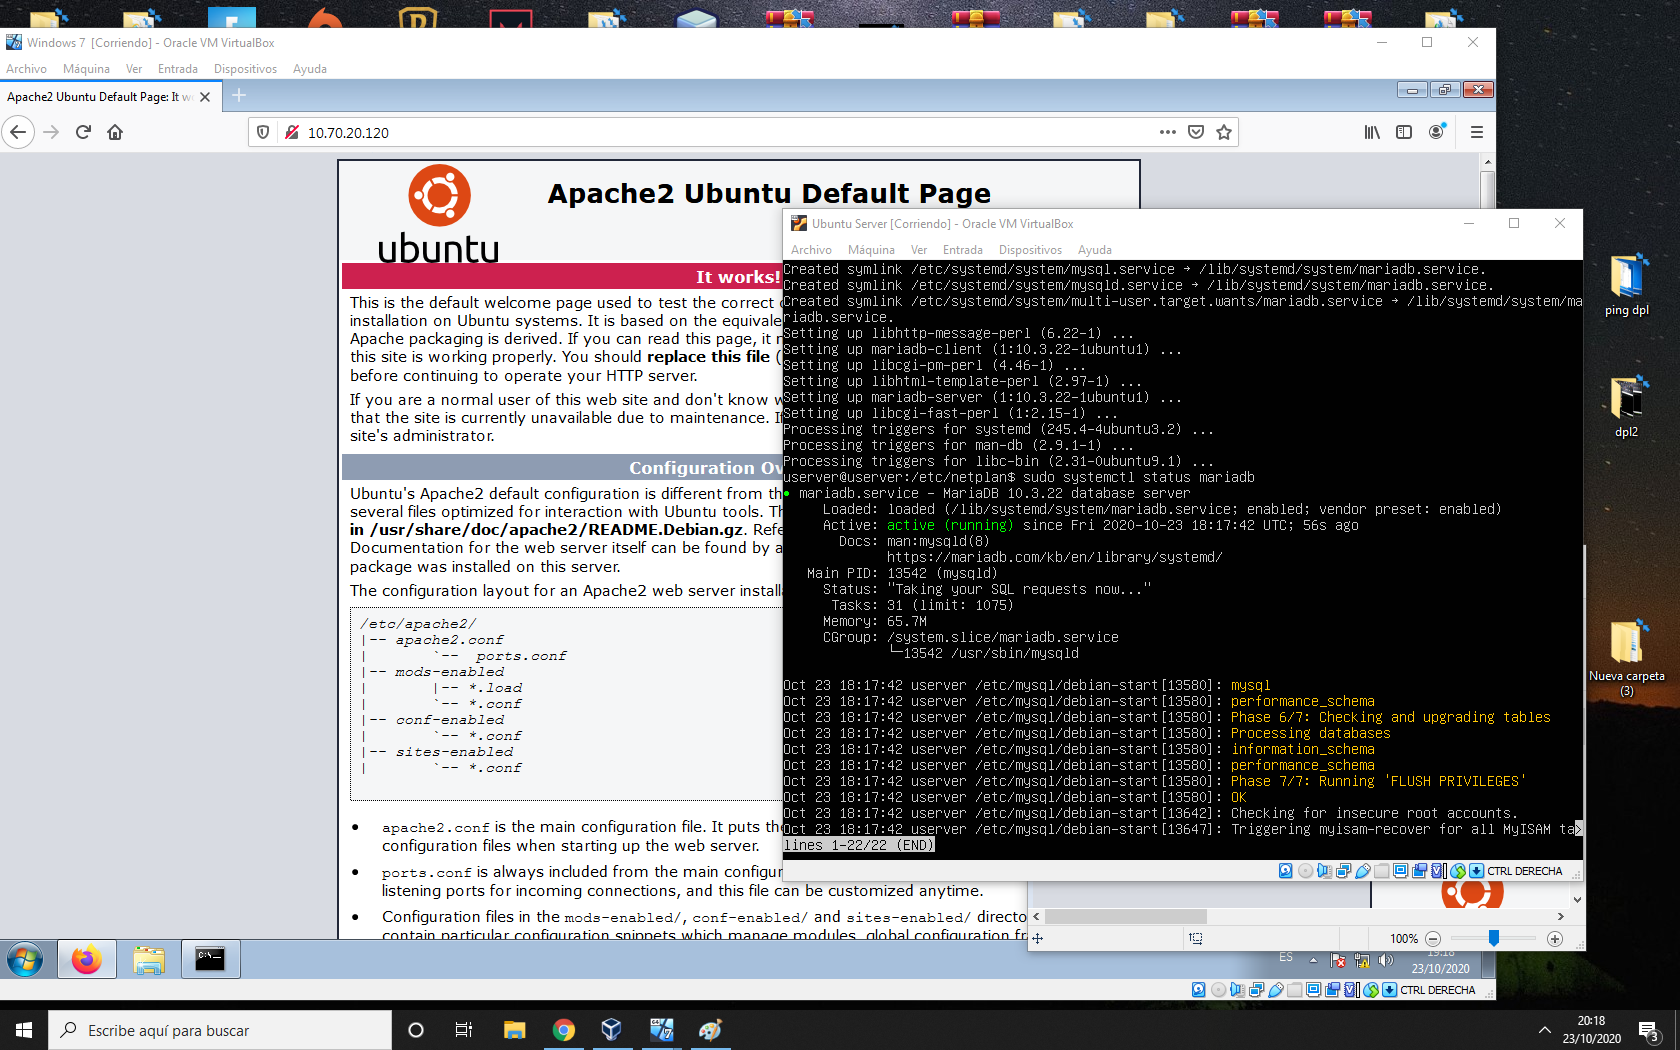 Windows 7 [Corriendo] - Oracle VM VirtualBox
Archivo Máquina Ver Entrada Dispositivos Ayuda
Apache2 Ubuntu Default Page: It w
10.70.20.120
Apache2 Ubuntu Default Page
ubuntu
It works!
This is the default welcome page used to test the correct
installation on Ubuntu systems. It is based on the
Apache packaging is derived. If you can read this page, it
this site is working properly. You should replace this file (
before continuing to operate your HTTP server.
If you are a normal user of this web site and don't know
that the site is currently unavailable due to maintenance.
site's administrator.
Configuration
Ubuntu's Apache2 default configuration is different from the
several files optimized for interaction with Ubuntu tools.
in /usr/share/doc/apache2/README.Debian.gz.
Documentation for the web server itself can be found by
package was installed on this server.
The configuration layout for an Apache2 web server
/etc/apache2/
|-- apache2.conf
|       `--  ports.conf
|-- mods-enabled
|       |-- *.load
|       `-- *.conf
|-- conf-enabled
|       `-- *.conf
|-- sites-enabled
|       `-- *.conf
• apache2.conf is the main configuration file. It puts the
configuration files when starting up the web server.
• ports.conf is always included from the main
listening ports for incoming connections, and this file can be customized anytime.
• Configuration files in the mods-enabled/, conf-enabled/ and sites-enabled/
contain particular configuration snippets which manage modules, global configuration
Ubuntu Server [Corriendo] - Oracle VM VirtualBox
Archivo Máquina Ver Entrada Dispositivos Ayuda
Created symlink /etc/systemd/system/mysql.service → /lib/systemd/system/mariadb.service.
Created symlink /etc/systemd/system/mysqld.service → /lib/systemd/system/mariadb.service.
Created symlink /etc/systemd/system/multi-user.target.wants/mariadb.service → /lib/systemd/system/ma
riadb.service.
Setting up libhttp-message-perl (6.22-1) ...
Setting up mariadb-client (1:10.3.22-1ubuntu1) ...
Setting up libcgi-pm-perl (4.46-1) ...
Setting up libhtml-template-perl (2.97-1) ...
Setting up mariadb-server (1:10.3.22-1ubuntu1) ...
Setting up libcgi-fast-perl (1:2.15-1) ...
Processing triggers for systemd (245.4-4ubuntu3.2) ...
Processing triggers for man-db (2.9.1-1) ...
Processing triggers for libc-bin (2.31-0ubuntu9.1) ...
userver@userver:/etc/netplan$ sudo systemctl status mariadb
● mariadb.service - MariaDB 10.3.22 database server
Loaded: loaded (/lib/systemd/system/mariadb.service; enabled; vendor preset: enabled)
Active: active (running) since Fri 2020-10-23 18:17:42 UTC; 56s ago
Docs: man:mysqld(8)
https://mariadb.com/kb/en/library/systemd/
Main PID: 13542 (mysqld)
Status: "Taking your SQL requests now..."
Tasks: 31 (limit: 1075)
Memory: 65.7M
CGroup: /system.slice/mariadb.service
└─13542 /usr/sbin/mysqld
Oct 23 18:17:42 userver /etc/mysql/debian-start[13580]: mysql
Oct 23 18:17:42 userver /etc/mysql/debian-start[13580]: performance_schema
Oct 23 18:17:42 userver /etc/mysql/debian-start[13580]: Phase 6/7: Checking and upgrading tables
Oct 23 18:17:42 userver /etc/mysql/debian-start[13580]: Processing databases
Oct 23 18:17:42 userver /etc/mysql/debian-start[13580]: information_schema
Oct 23 18:17:42 userver /etc/mysql/debian-start[13580]: performance_schema
Oct 23 18:17:42 userver /etc/mysql/debian-start[13580]: Phase 7/7: Running 'FLUSH PRIVILEGES'
Oct 23 18:17:42 userver /etc/mysql/debian-start[13580]: OK
Oct 23 18:17:42 userver /etc/mysql/debian-start[13642]: Checking for insecure root accounts.
Oct 23 18:17:42 userver /etc/mysql/debian-start[13647]: Triggering myisam-recover for all MyISAM ta>
lines 1-22/22 (END)
CTRL DERECHA
ping dpl
dpl2
Nueva carpeta
(3)
100%
C:\
ES
19:18
23/10/2020
CTRL DERECHA
Escribe aquí para buscar
20:18
23/10/2020
3